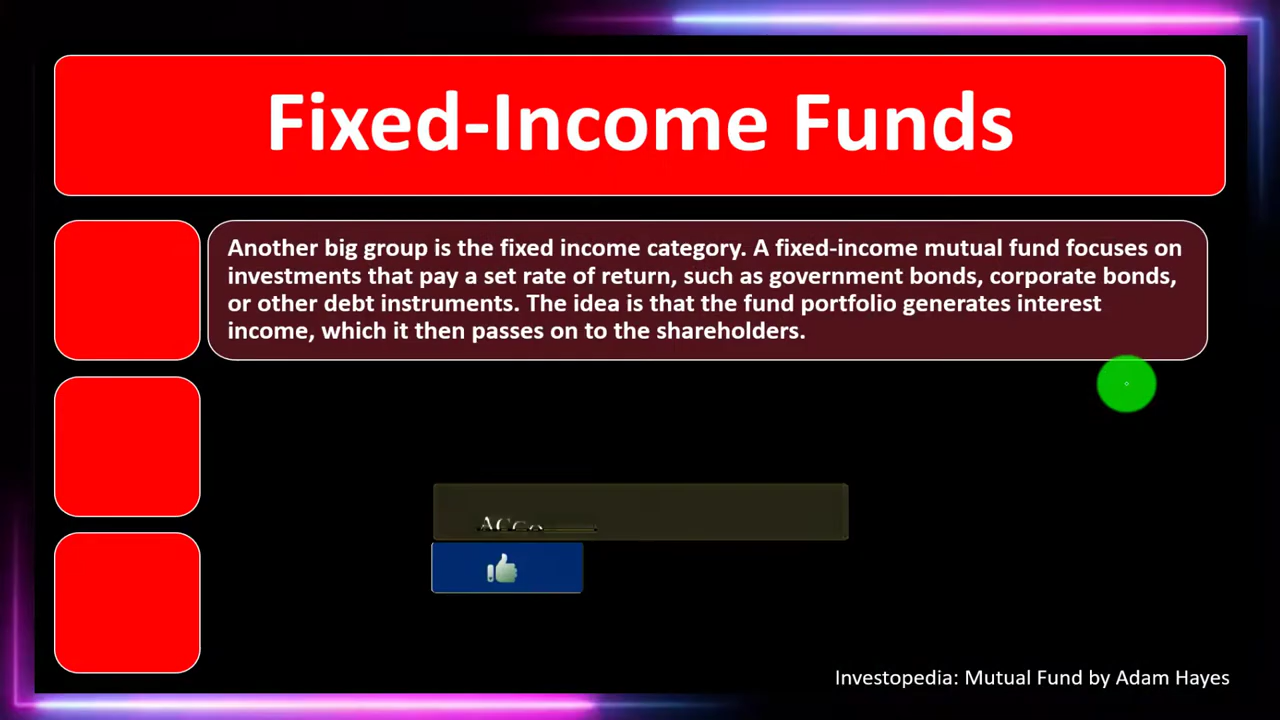 Fixed-Income Funds
Another big group is the fixed income category. A fixed-income mutual fund focuses on
investments that pay a set rate of return, such as government bonds, corporate bonds,
or other debt instruments. The idea is that the fund portfolio generates interest
income, which it then passes on to the shareholders.
Investopedia: Mutual Fund by Adam Hayes